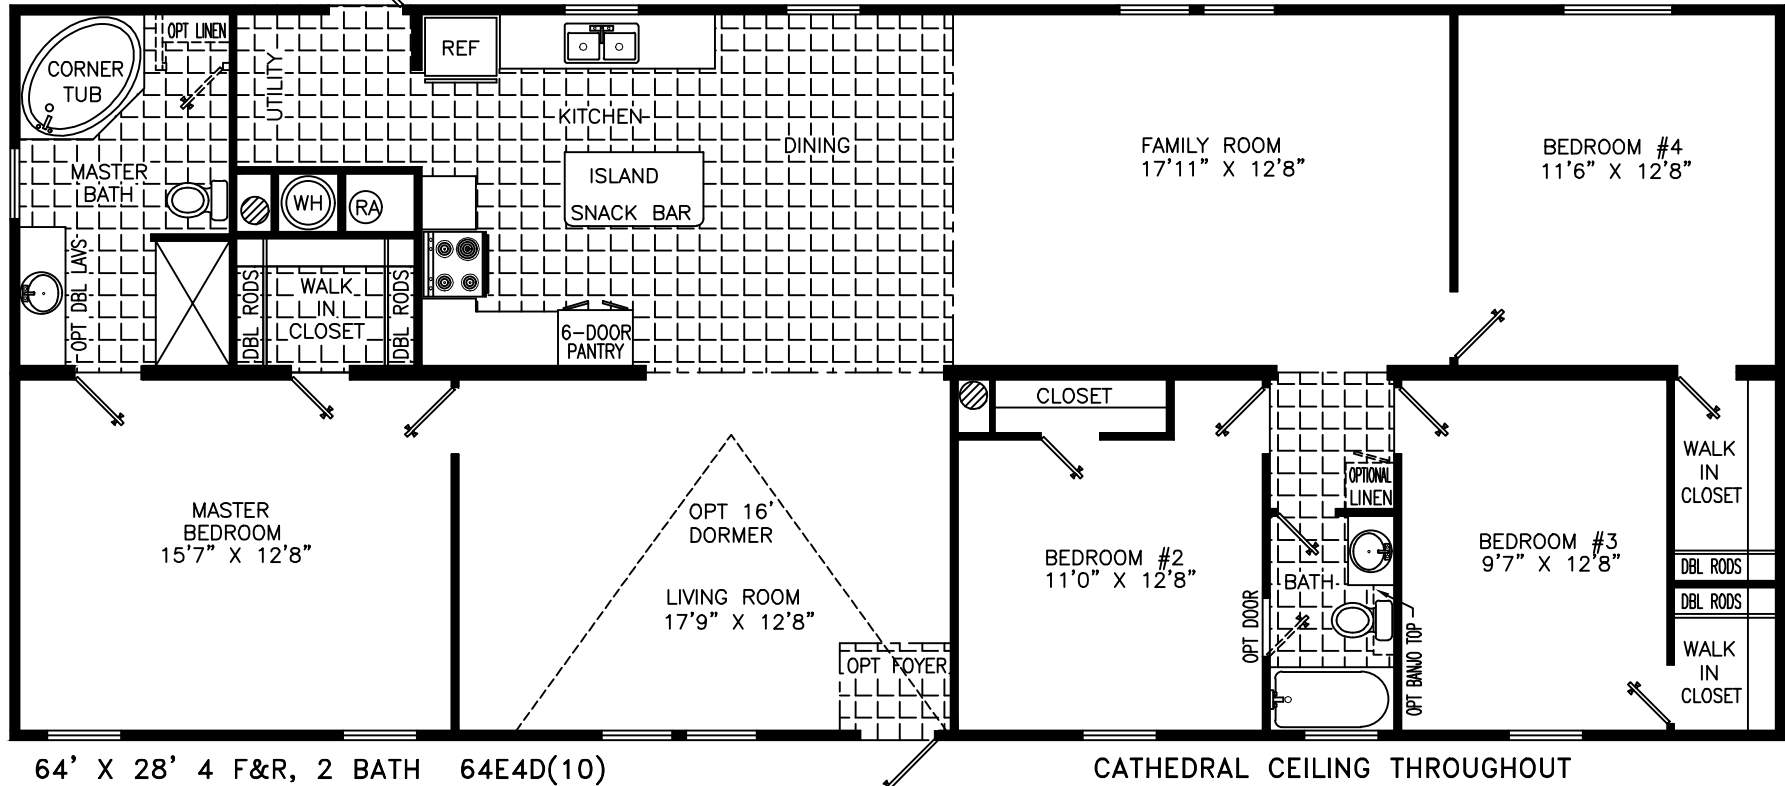 OPT LINEN
CORNER
TUB
UTILITY
REF
KITCHEN
DINING
MASTER
BATH
ISLAND
SNACK BAR
WH
RA
FAMILY ROOM
17'11" X 12'8"
BEDROOM #4
11'6" X 12'8"
OPT DBL LAVS
DBL RODS
WALK
IN
CLOSET
DBL RODS
6-DOOR
PANTRY
CLOSET
MASTER
BEDROOM
15'7" X 12'8"
OPT 16'
DORMER
LIVING ROOM
17'9" X 12'8"
OPT FOYER
BEDROOM #2
11'0" X 12'8"
OPTIONAL
LINEN
BATH
OPT DOOR
OPT BANJO TOP
BEDROOM #3
9'7" X 12'8"
WALK
IN
CLOSET
DBL RODS
DBL RODS
WALK
IN
CLOSET
64' X 28' 4 F&R, 2 BATH 64E4D(10)
CATHEDRAL CEILING THROUGHOUT